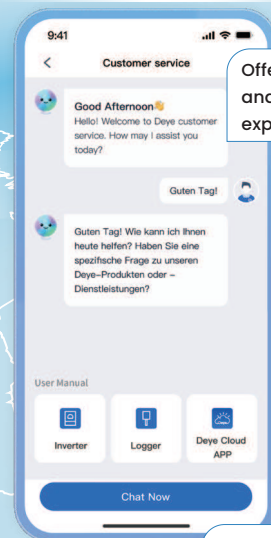 9:41
Customer service
Offe
and
exp
Good Afternoon👋
Hello! Welcome to Deye customer
service. How may I assist you
today?
Guten Tag!
Guten Tag! Wie kann ich Ihnen
heute helfen? Haben Sie eine
spezifische Frage zu unseren
Deye-Produkten oder –
Dienstleistungen?
User Manual
Inverter
Logger
Deye Cloud
APP
Chat Now